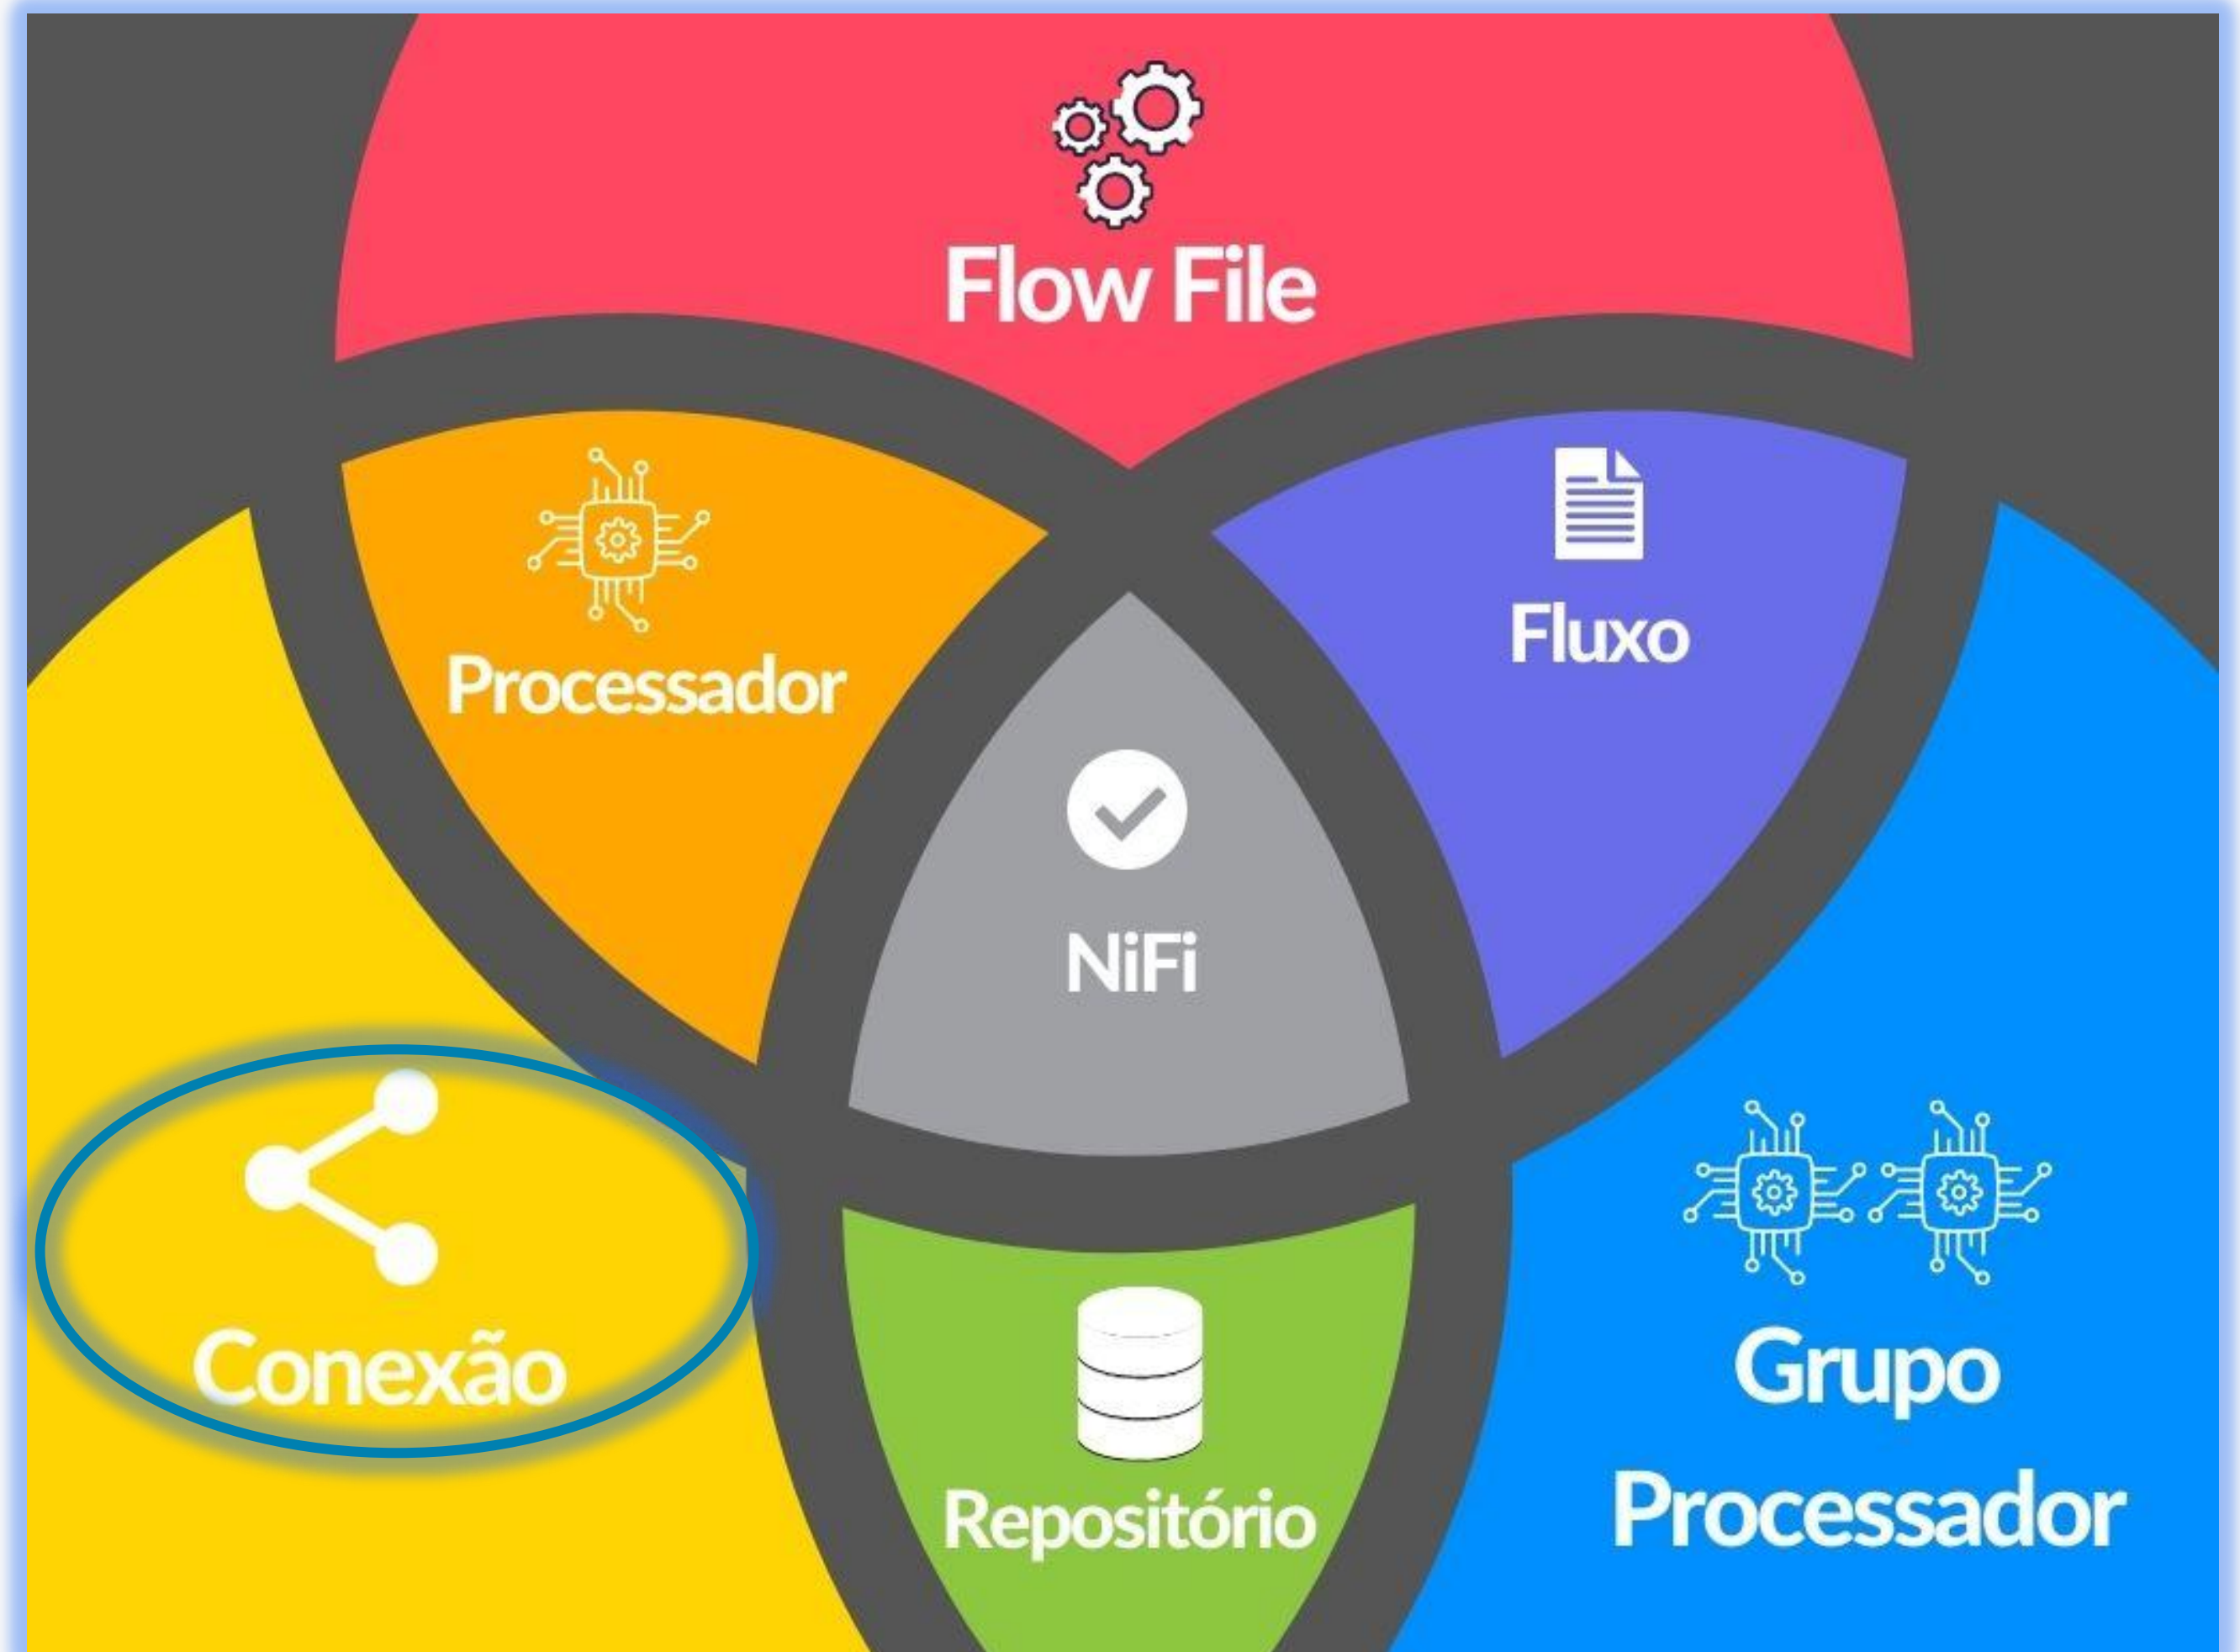 Flow File
Processador
Fluxo
NiFi
Conexão
Repositório
Grupo
Processador